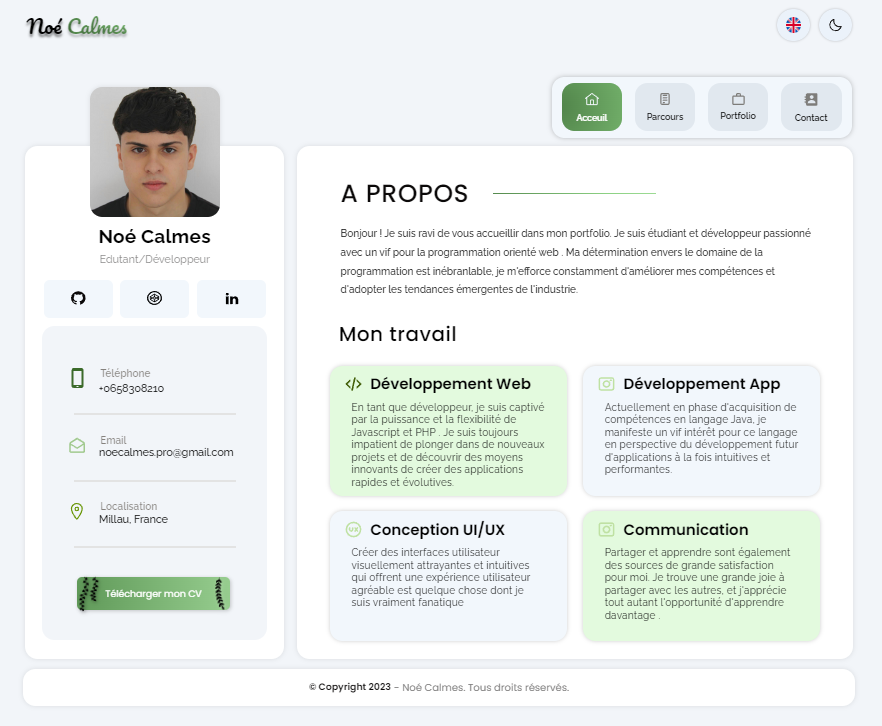 Noé Calmes
Acceuil
Parcours
Portfolio
Contact
Noé Calmes
Edutant/Développeur
Téléphone
+0658308210
Email
noecalmes.pro@gmail.com
Localisation
Millau, France
Télécharger mon CV
A PROPOS
Bonjour ! Je suis ravi de vous accueillir dans mon portfolio. Je suis étudiant et développeur passionné
avec un vif pour la programmation orienté web . Ma détermination envers le domaine de la
programmation est inébranlable, je m'efforce constamment d'améliorer mes compétences et
d'adopter les tendances émergentes de l'industrie.
Mon travail
Développement Web
En tant que développeur, je suis captivé
par la puissance et la flexibilité de
Javascript et PHP . Je suis toujours
impatient de plonger dans de nouveaux
projets et de découvrir des moyens
innovants de créer des applications
rapides et évolutives.
Développement App
Actuellement en phase d'acquisition de
compétences en langage Java, je
manifeste un vif intérêt pour ce langage
en perspective du développement futur
d'applications à la fois intuitives et
performantes.
UX
Conception UI/UX
Créer des interfaces utilisateur
visuellement attrayantes et intuitives
qui offrent une expérience utilisateur
agréable est quelque chose dont je
suis vraiment fanatique
Communication
Partager et apprendre sont également
des sources de grande satisfaction
pour moi. Je trouve une grande joie à
partager avec les autres, et j'apprécie
tout autant l'opportunité d'apprendre
davantage .
© Copyright 2023 - Noé Calmes. Tous droits réservés.